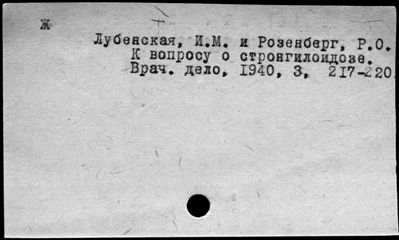 Ж
Лубенская, И.М. и Розенберг, Р.О.
К вопросу о стронгилоидозе.
Врач. дело, 1940, 3, 217-220